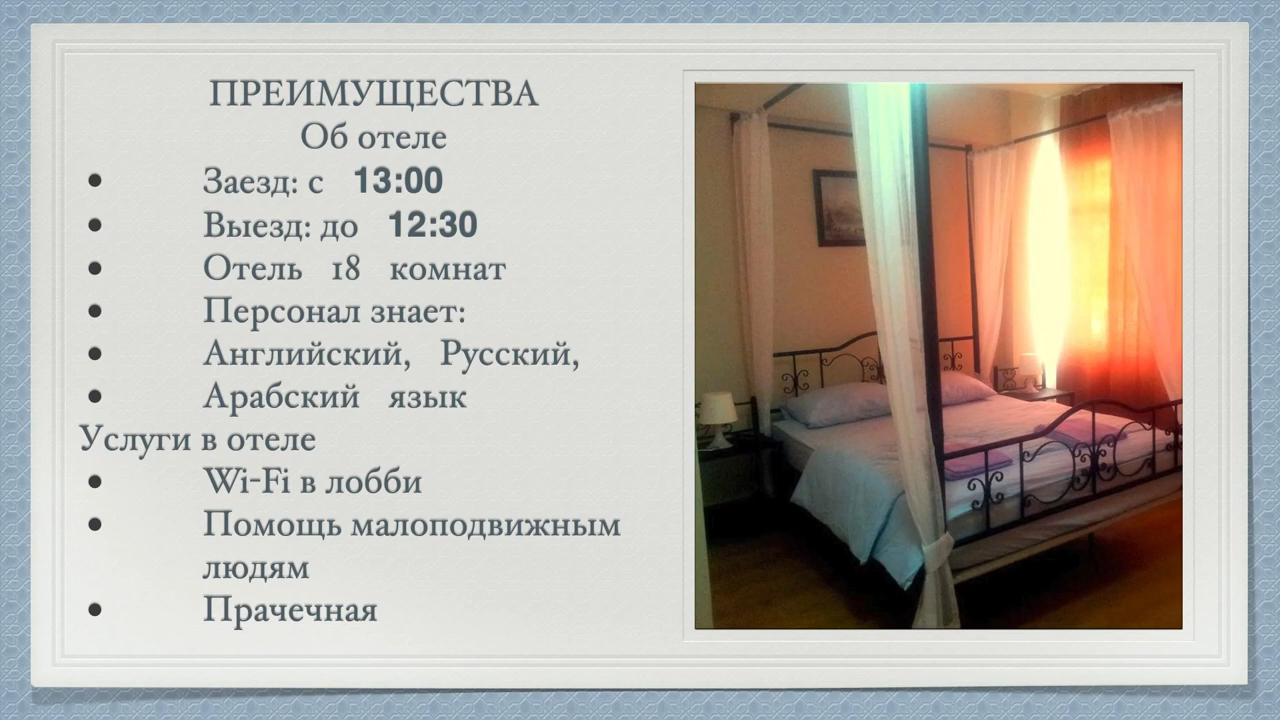 ПРЕИМУЩЕСТВА
Об отеле
• Заезд: с 13:00
• Выезд: до 12:30
• Отель 18 комнат
• Персонал знает:
• Английский, Русский,
• Арабский язык
Услуги в отеле
• Wi-Fi в лобби
• Помощь малоподвижным
людям
• Прачечная